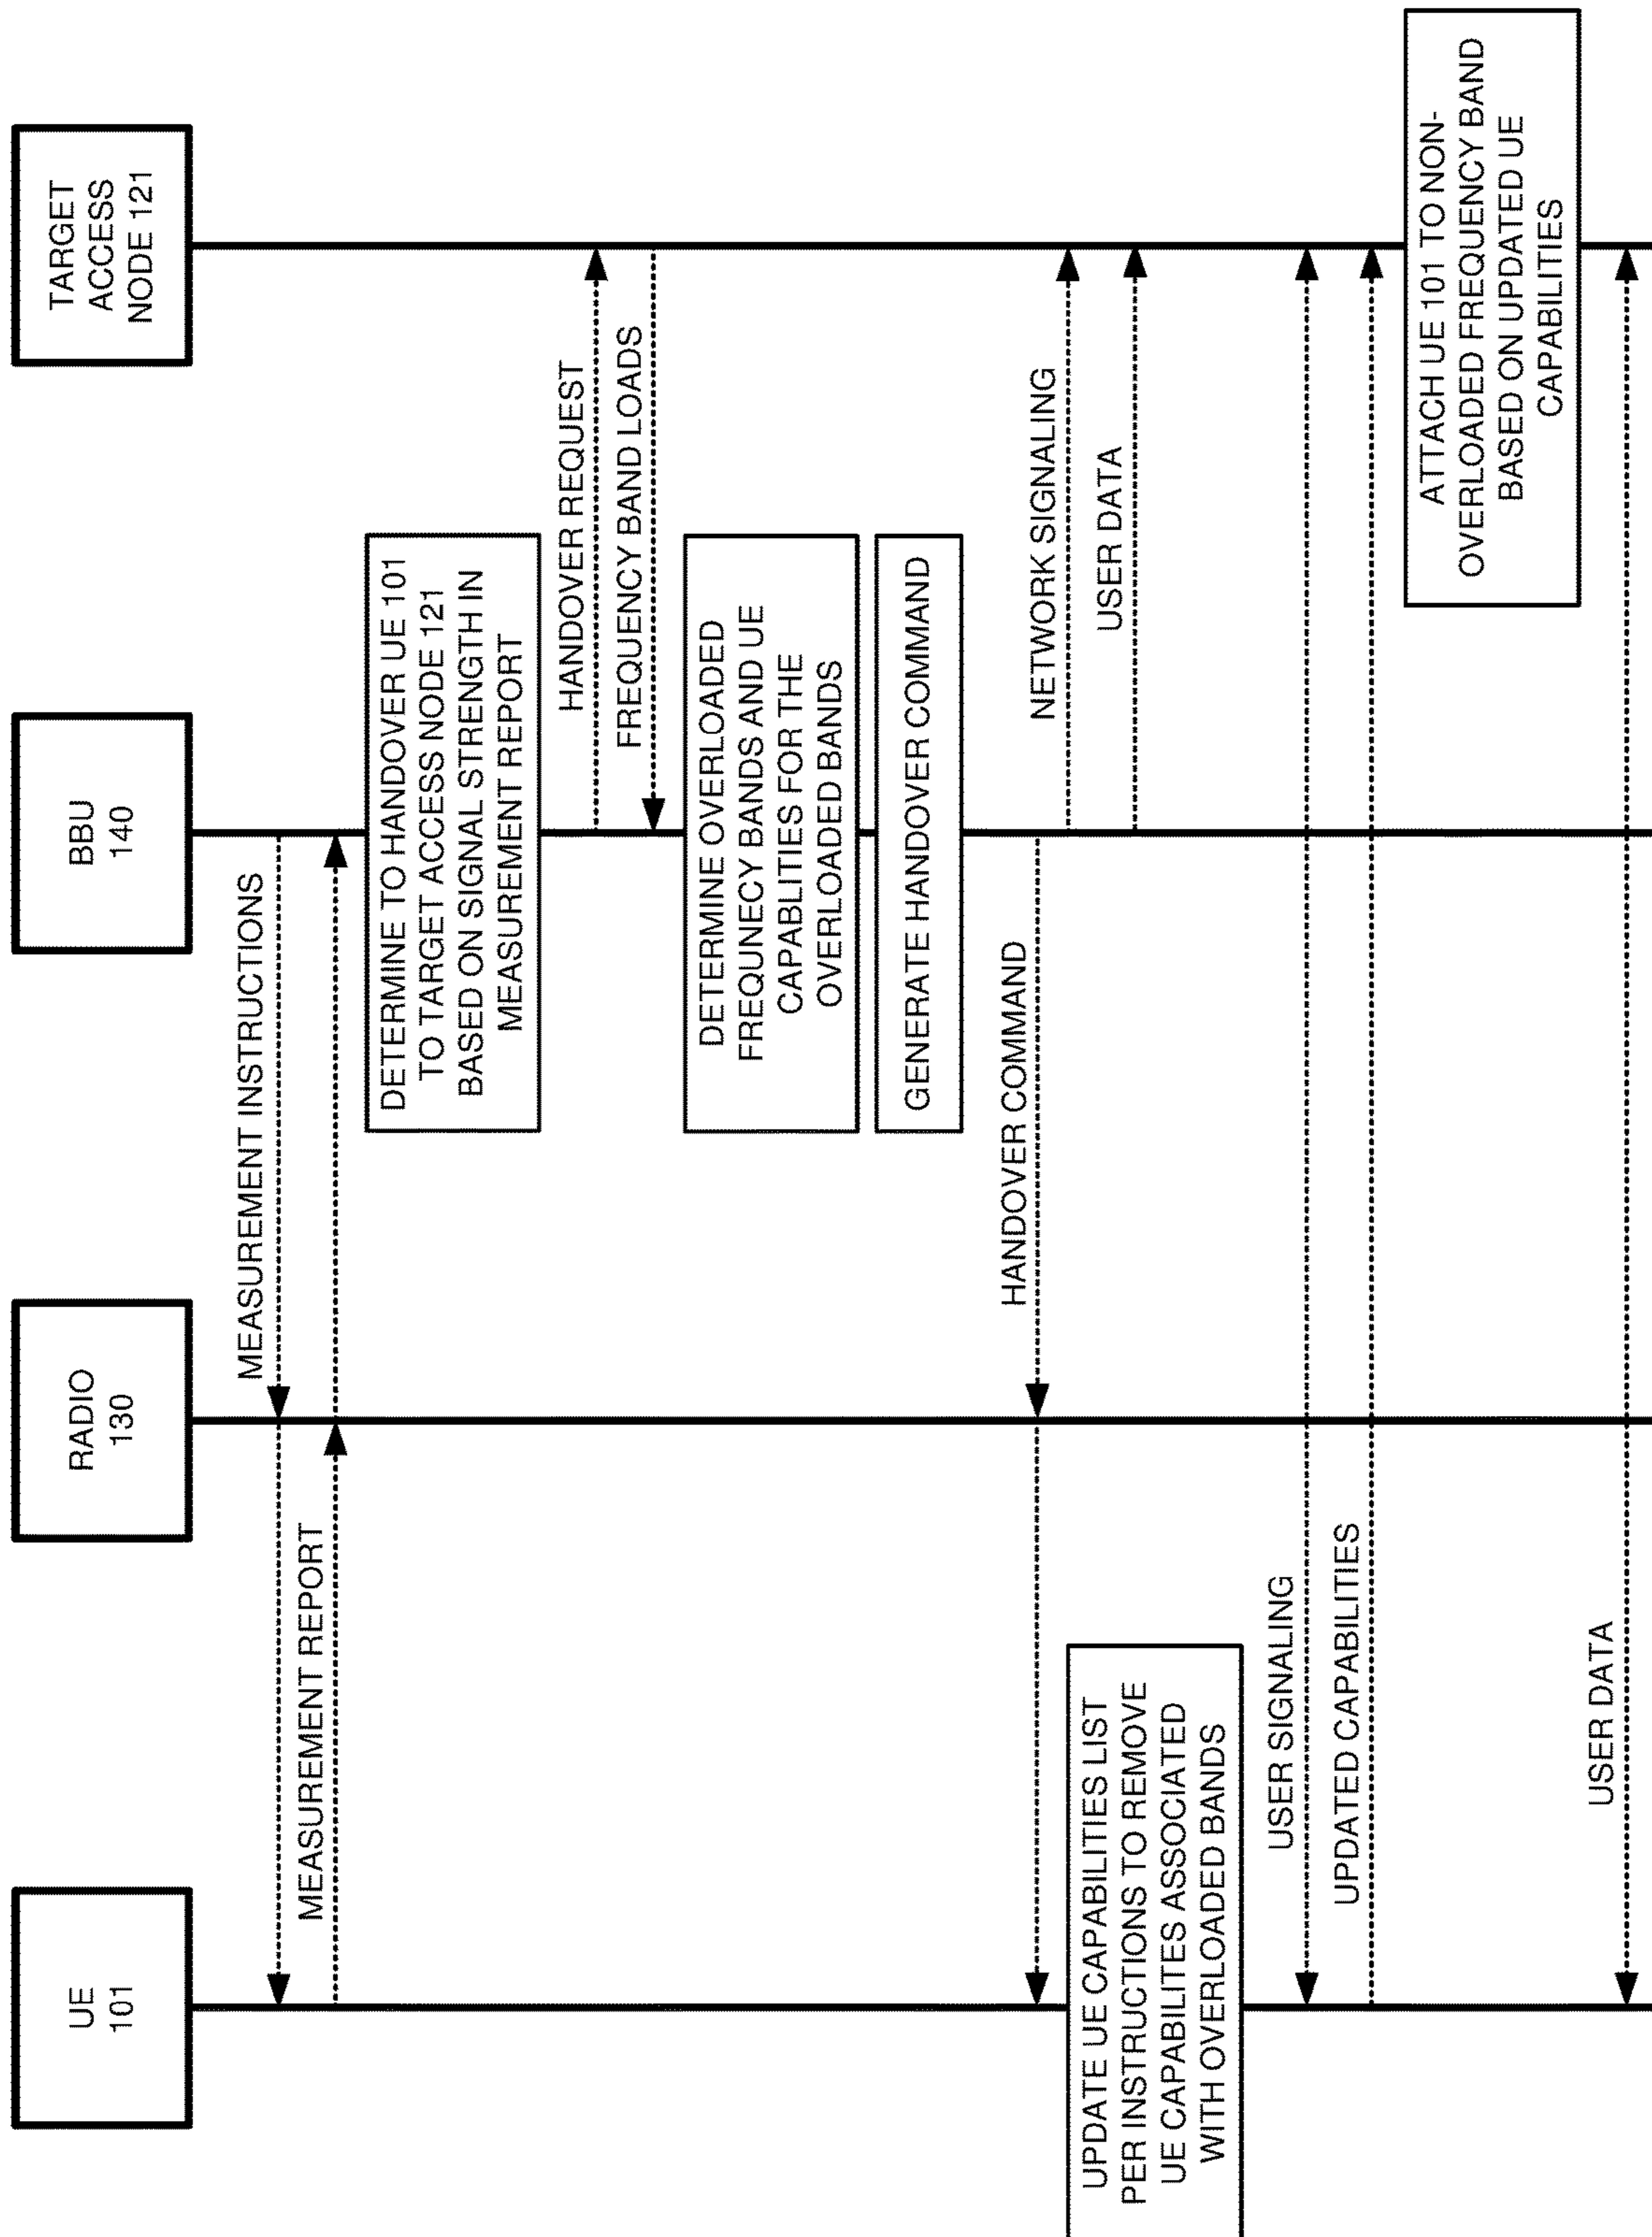 UE
101
RADIO
130
BBU
140
TARGET
ACCESS
NODE 121
MEASUREMENT INSTRUCTIONS
MEASUREMENT REPORT
DETERMINE TO HANDOVER UE 101
TO TARGET ACCESS NODE 121
BASED ON SIGNAL STRENGTH IN
MEASUREMENT REPORT
HANDOVER REQUEST
FREQUENCY BAND LOADS
DETERMINE OVERLOADED
FREQUNECY BANDS AND UE
CAPABLITIES FOR THE
OVERLOADED BANDS
GENERATE HANDOVER COMMAND
HANDOVER COMMAND
NETWORK SIGNALING
USER DATA
UPDATE UE CAPABILITIES LIST
PER INSTRUCTIONS TO REMOVE
UE CAPABILITES ASSOCIATED
WITH OVERLOADED BANDS
USER SIGNALING
UPDATED CAPABILITIES
ATTACH UE 101 TO NON-
OVERLOADED FREQUENCY BAND
BASED ON UPDATED UE
CAPABILITIES
USER DATA